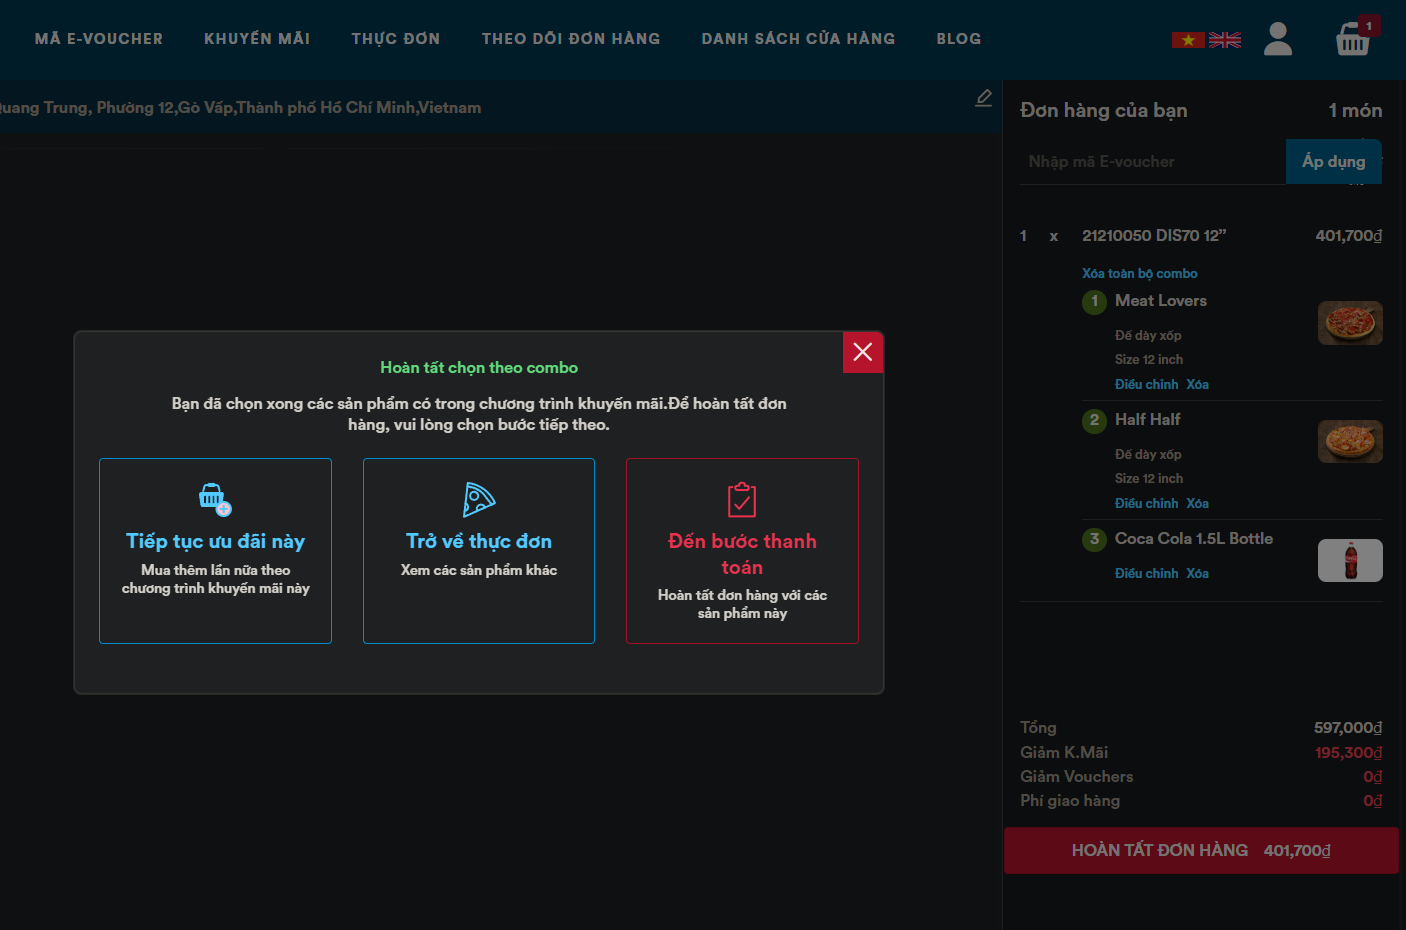 MÃ E-VOUCHER KHUYẾN MÃI THỰC ĐƠN THEO DÕI ĐƠN HÀNG DANH SÁCH CỬA HÀNG BLOG
1
Quang Trung, Phường 12,Gò Vấp,Thành phố Hồ Chí Minh,Vietnam
Hoàn tất chọn theo combo
Bạn đã chọn xong các sản phẩm có trong chương trình khuyến mãi.Để hoàn tất đơn
hàng, vui lòng chọn bước tiếp theo.
Tiếp tục ưu đãi này
Mua thêm lần nữa theo
chương trình khuyến mãi này
Trở về thực đơn
Xem các sản phẩm khác
Đến bước thanh
toán
Hoàn tất đơn hàng với các
sản phẩm này
Đơn hàng của bạn 1 món
Nhập mã E-voucher Áp dụng
1 x 21210050 DIS70 12” 401,700₫
Xóa toàn bộ combo
1 Meat Lovers
Đế dày xốp
Size 12 inch
Điều chỉnh Xóa
2 Half Half
Đế dày xốp
Size 12 inch
Điều chỉnh Xóa
3 Coca Cola 1.5L Bottle
Điều chỉnh Xóa
Tổng 597,000₫
Giảm K.Mãi 195,300₫
Giảm Vouchers 0₫
Phí giao hàng 0₫
HOÀN TẤT ĐƠN HÀNG 401,700₫